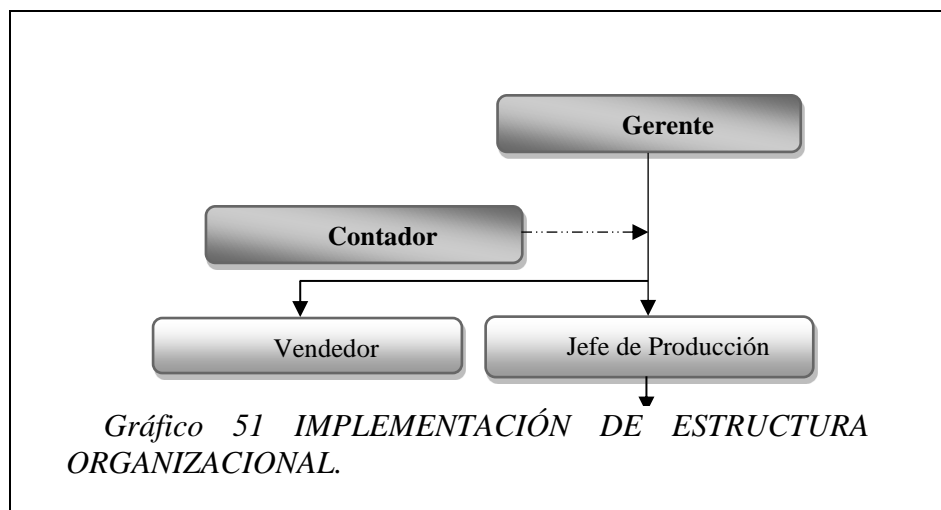 Gerente
Contador
Vendedor
Jefe de Producción
Gráfico 51 IMPLEMENTACIÓN DE ESTRUCTURA
ORGANIZACIONAL.